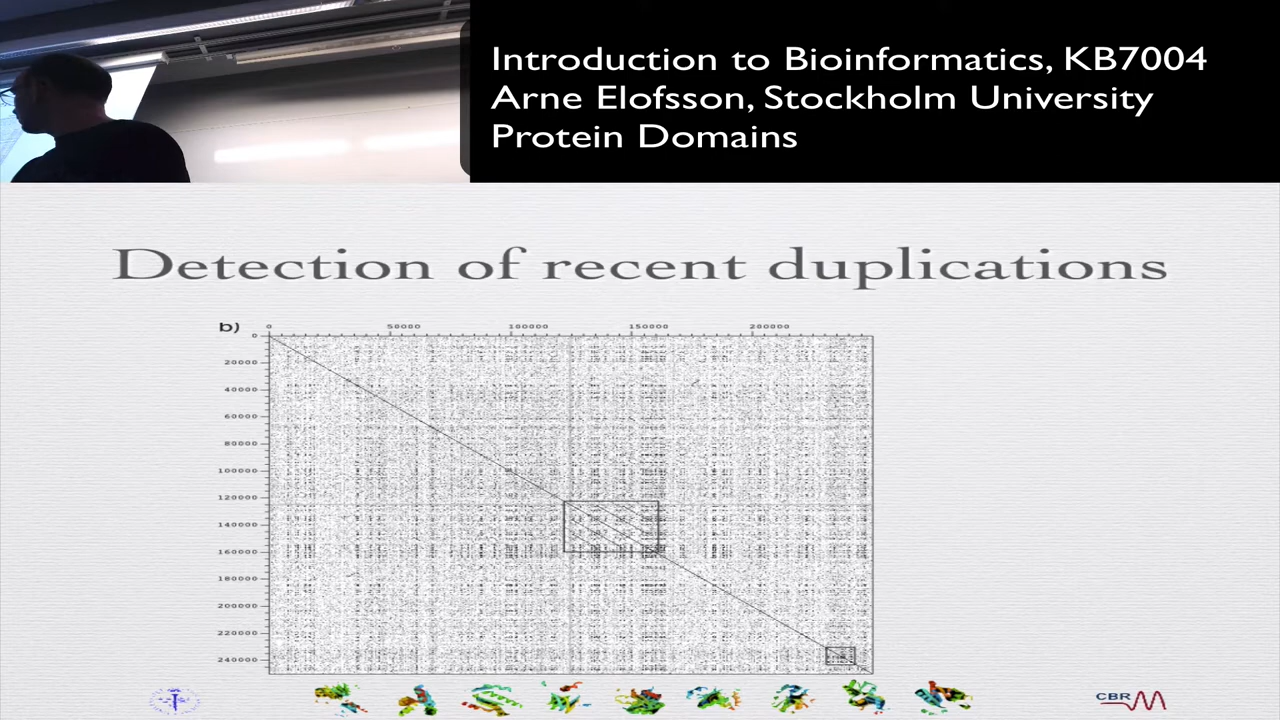 Introduction to Bioinformatics, KB7004
Arne Elofsson, Stockholm University
Protein Domains
Detection of recent duplications
b)
0 50000 100000 150000 200000
0
20000
40000
60000
80000
100000
120000
140000
160000
180000
200000
220000
240000
CBR